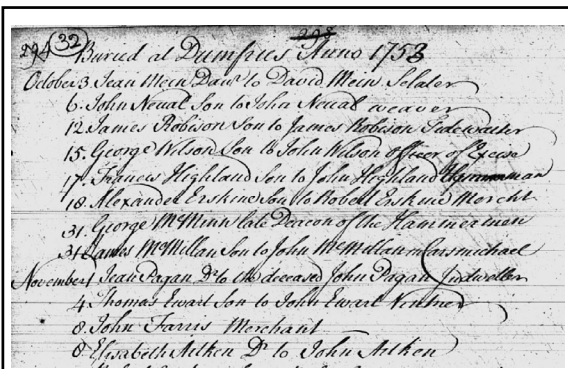 294 (32)
Buried at Dumfries Anno 1753
October 3. Jean Mein Daur. to David Mein Sclater
6. John Neual Son to John Neual weaver
12. James Robison Son to James Robison Tidewaiter
15. George Wilson Son to John Wilson officer of Excise
17. Francis Highland Son to John Highland
18. Alexander Erskine Son to Robert Erskine Mercht.
31. George McMinn late Deacon of the Hammermen
31 James McMillan Son to John McMillan in Carsmichael
November 1 Jean Pagan Dr. to the deceased John Pagan
4. Thomas Ewart Son to John Ewart Vintner
8. John Farris Merchant
8. Elisabeth Aitken Dr. to John Aitken